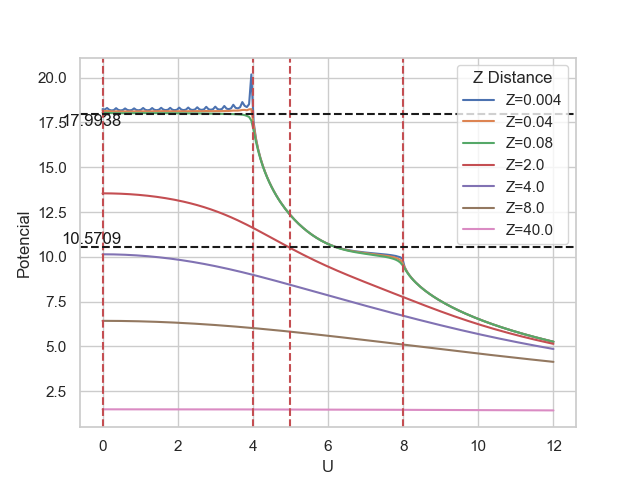 Z Distance
Z=0.004
Z=0.04
Z=0.08
Z=2.0
Z=4.0
Z=8.0
Z=40.0
20.0
17.5
17.9938
15.0
12.5
10.5709
10.0
7.5
5.0
2.5
Potencial
0 2 4 6 8 10 12
U